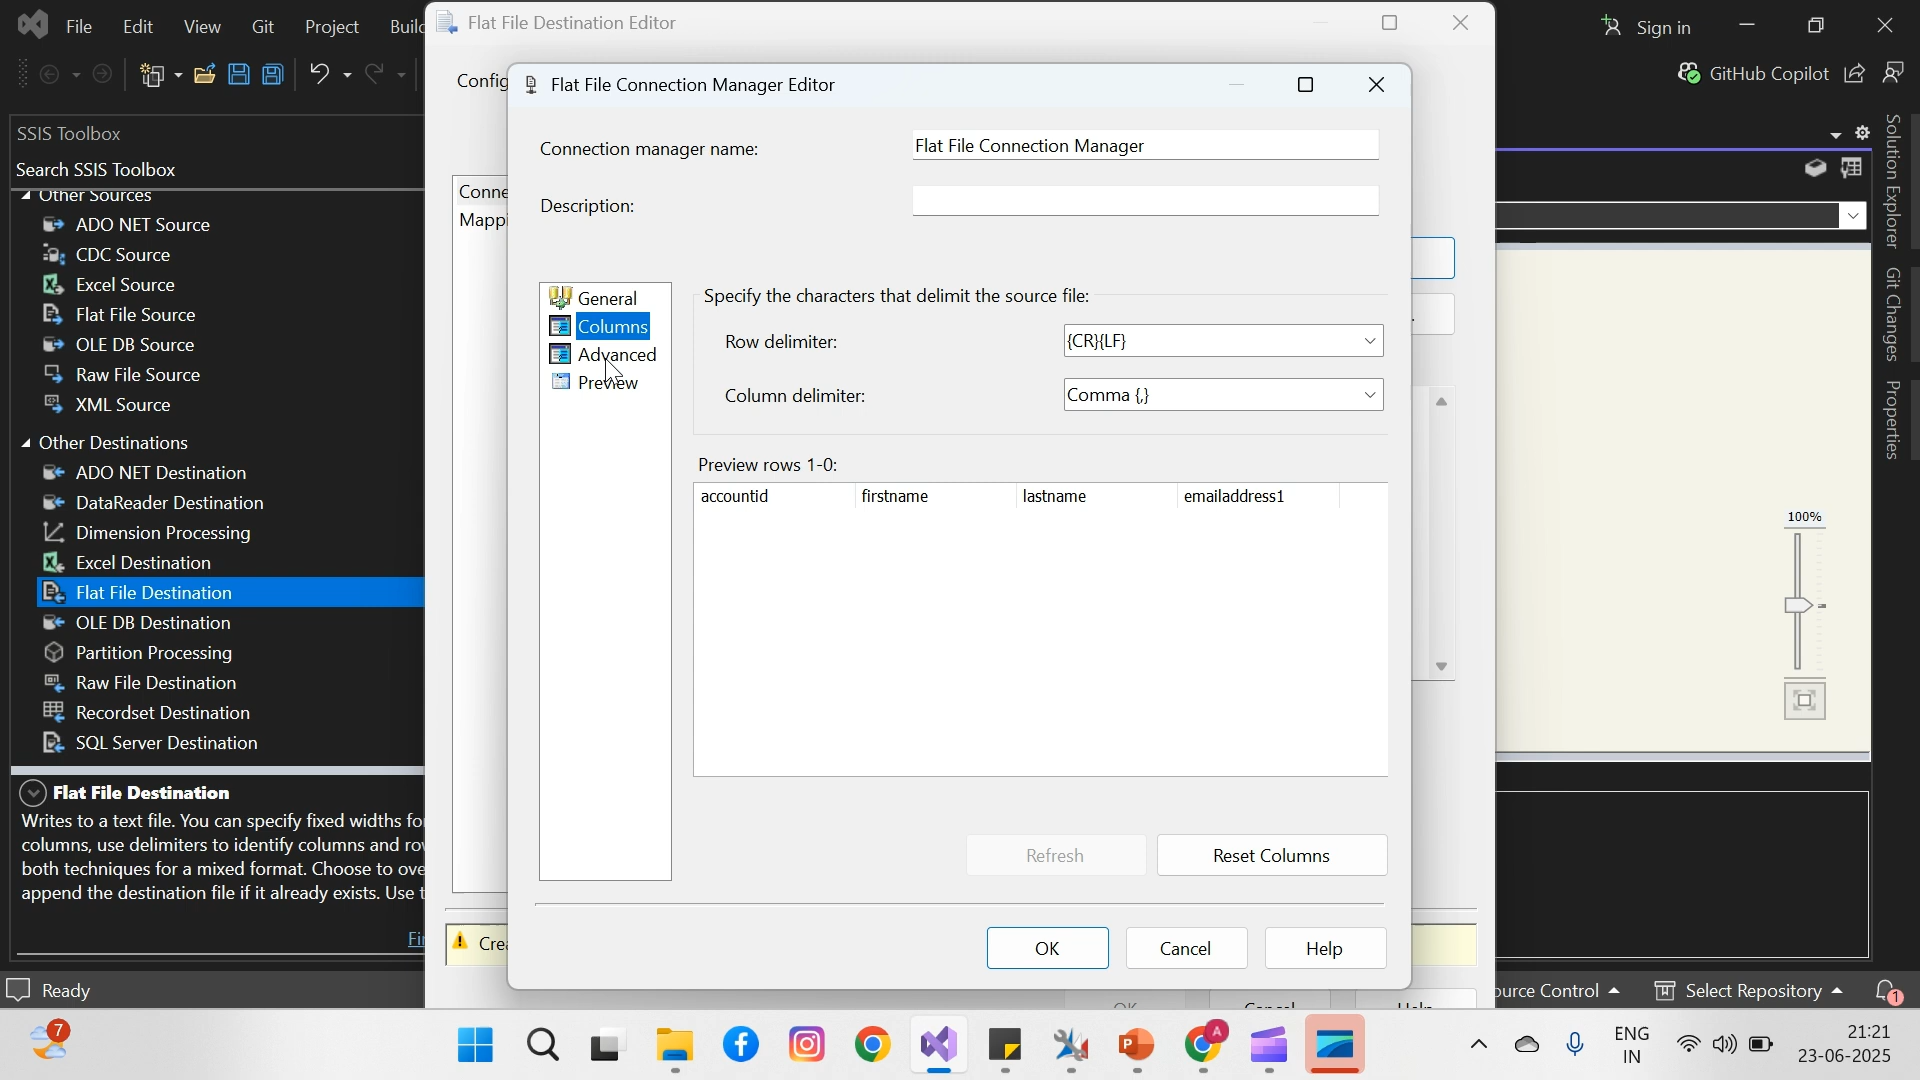 File Edit View Git Project
Sign in
GitHub Copilot
SSIS Toolbox
Search SSIS Toolbox
Other Sources
ADO NET Source
CDC Source
Excel Source
Flat File Source
OLE DB Source
Raw File Source
XML Source
Other Destinations
ADO NET Destination
DataReader Destination
Dimension Processing
Excel Destination
Flat File Destination
OLE DB Destination
Partition Processing
Raw File Destination
Recordset Destination
SQL Server Destination
Flat File Destination
Writes to a text file. You can specify fixed widths for
columns, use delimiters to identify columns and
both techniques for a mixed format. Choose to
append the destination file if it already exists. Use
Ready
Flat File Destination Editor
Flat File Connection Manager Editor
Connection manager name: Flat File Connection Manager
Description:
General
Columns
Advanced
Preview
Specify the characters that delimit the source file:
Row delimiter: {CR}{LF}
Column delimiter: Comma {,}
Preview rows 1-0:
accountid firstname lastname emailaddress1
Refresh Reset Columns
OK Cancel Help
Solution Explorer
Git Changes
Properties
100%
Select Repository
1
7
A
P
ENG
IN
21:21
23-06-2025